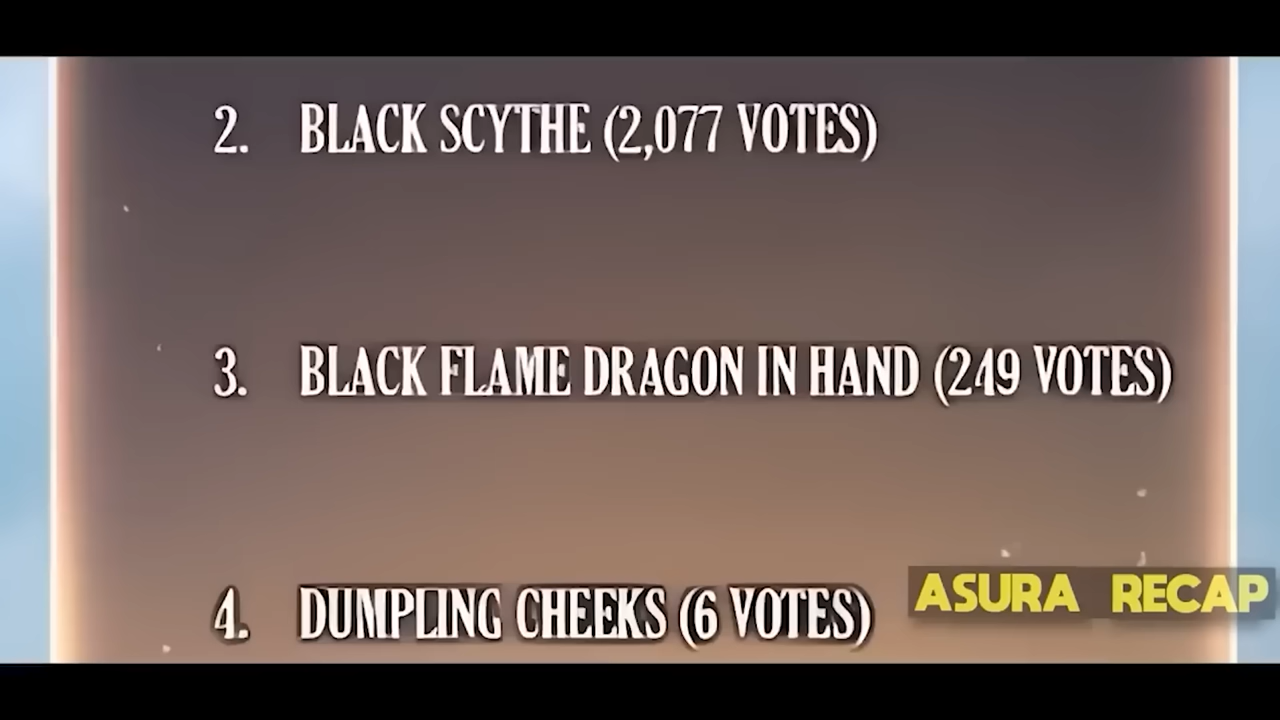 2. BLACK SCYTHE (2,077 VOTES)
3. BLACK FLAME DRAGON IN HAND (249 VOTES)
4. DUMPLING CHEEKS (6 VOTES)
ASURA RECAP